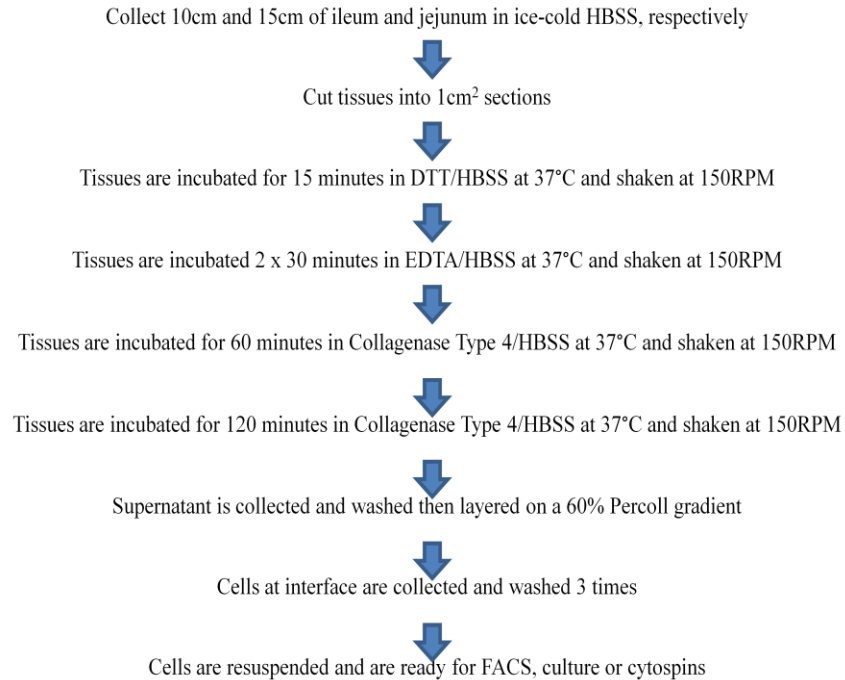 Collect 10cm and 15cm of ileum and jejunum in ice-cold HBSS, respectively
Cut tissues into 1cm² sections
Tissues are incubated for 15 minutes in DTT/HBSS at 37°C and shaken at 150RPM
Tissues are incubated 2 x 30 minutes in EDTA/HBSS at 37°C and shaken at 150RPM
Tissues are incubated for 60 minutes in Collagenase Type 4/HBSS at 37°C and shaken at 150RPM
Tissues are incubated for 120 minutes in Collagenase Type 4/HBSS at 37°C and shaken at 150RPM
Supernatant is collected and washed then layered on a 60% Percoll gradient
Cells at interface are collected and washed 3 times
Cells are resuspended and are ready for FACS, culture or cytospins